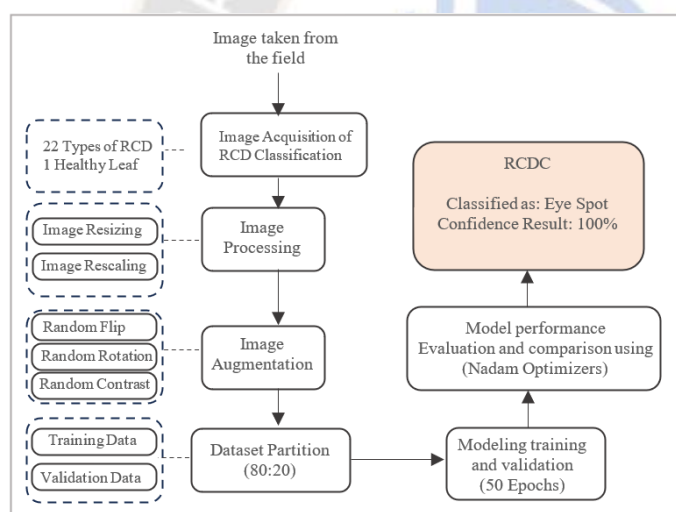 Image taken from
the field
22 Types of RCD
1 Healthy Leaf
Image Acquisition of
RCD Classification
Image Resizing
Image Rescaling
Image
Processing
Random Flip
Random Rotation
Random Contrast
Image
Augmentation
Training Data
Validation Data
Dataset Partition
(80:20)
Modeling training
and validation
(50 Epochs)
Model performance
Evaluation and comparison using
(Nadam Optimizers)
RCDC
Classified as: Eye Spot
Confidence Result: 100%